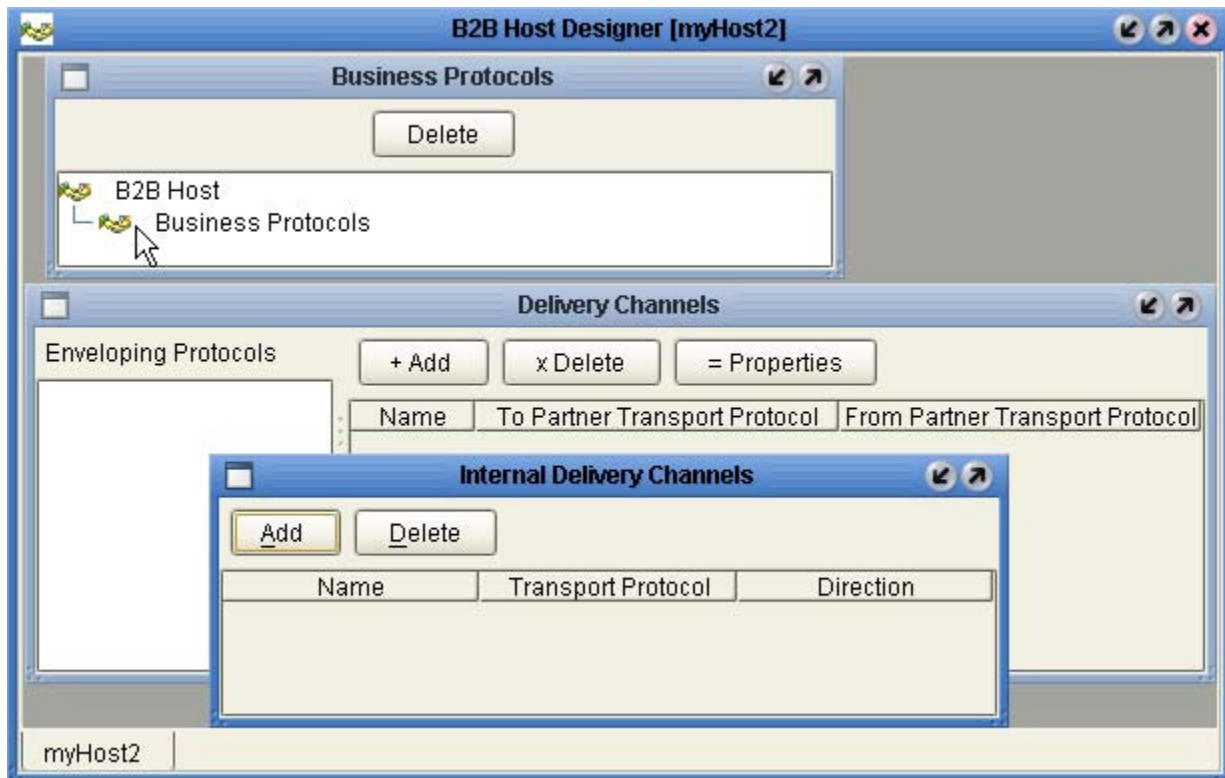 B2B Host Designer [myHost2]
Business Protocols
Delete
B2B Host
Business Protocols
Delivery Channels
Enveloping Protocols
+ Add x Delete = Properties
Name To Partner Transport Protocol From Partner Transport Protocol
Internal Delivery Channels
Add Delete
Name Transport Protocol Direction
myHost2